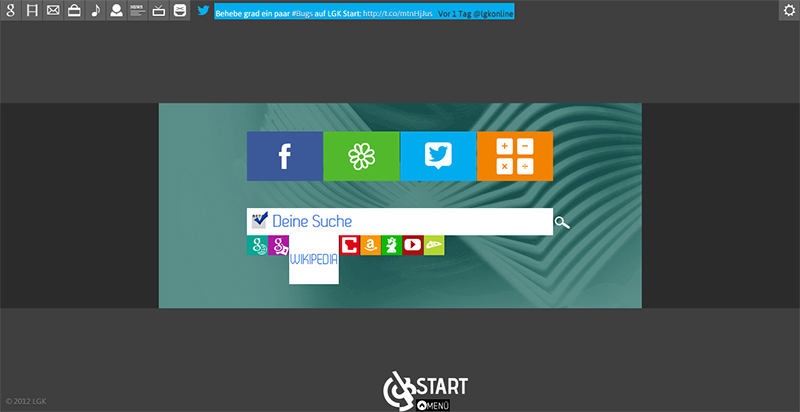 NEWS
Behebe grad ein paar #Bugs auf LGK Start: http://t.co/mtnHjJus Vor 1 Tag @lgkonline
Deine Suche
WIKIPEDIA
START
MENÜ
© 2012 LGK